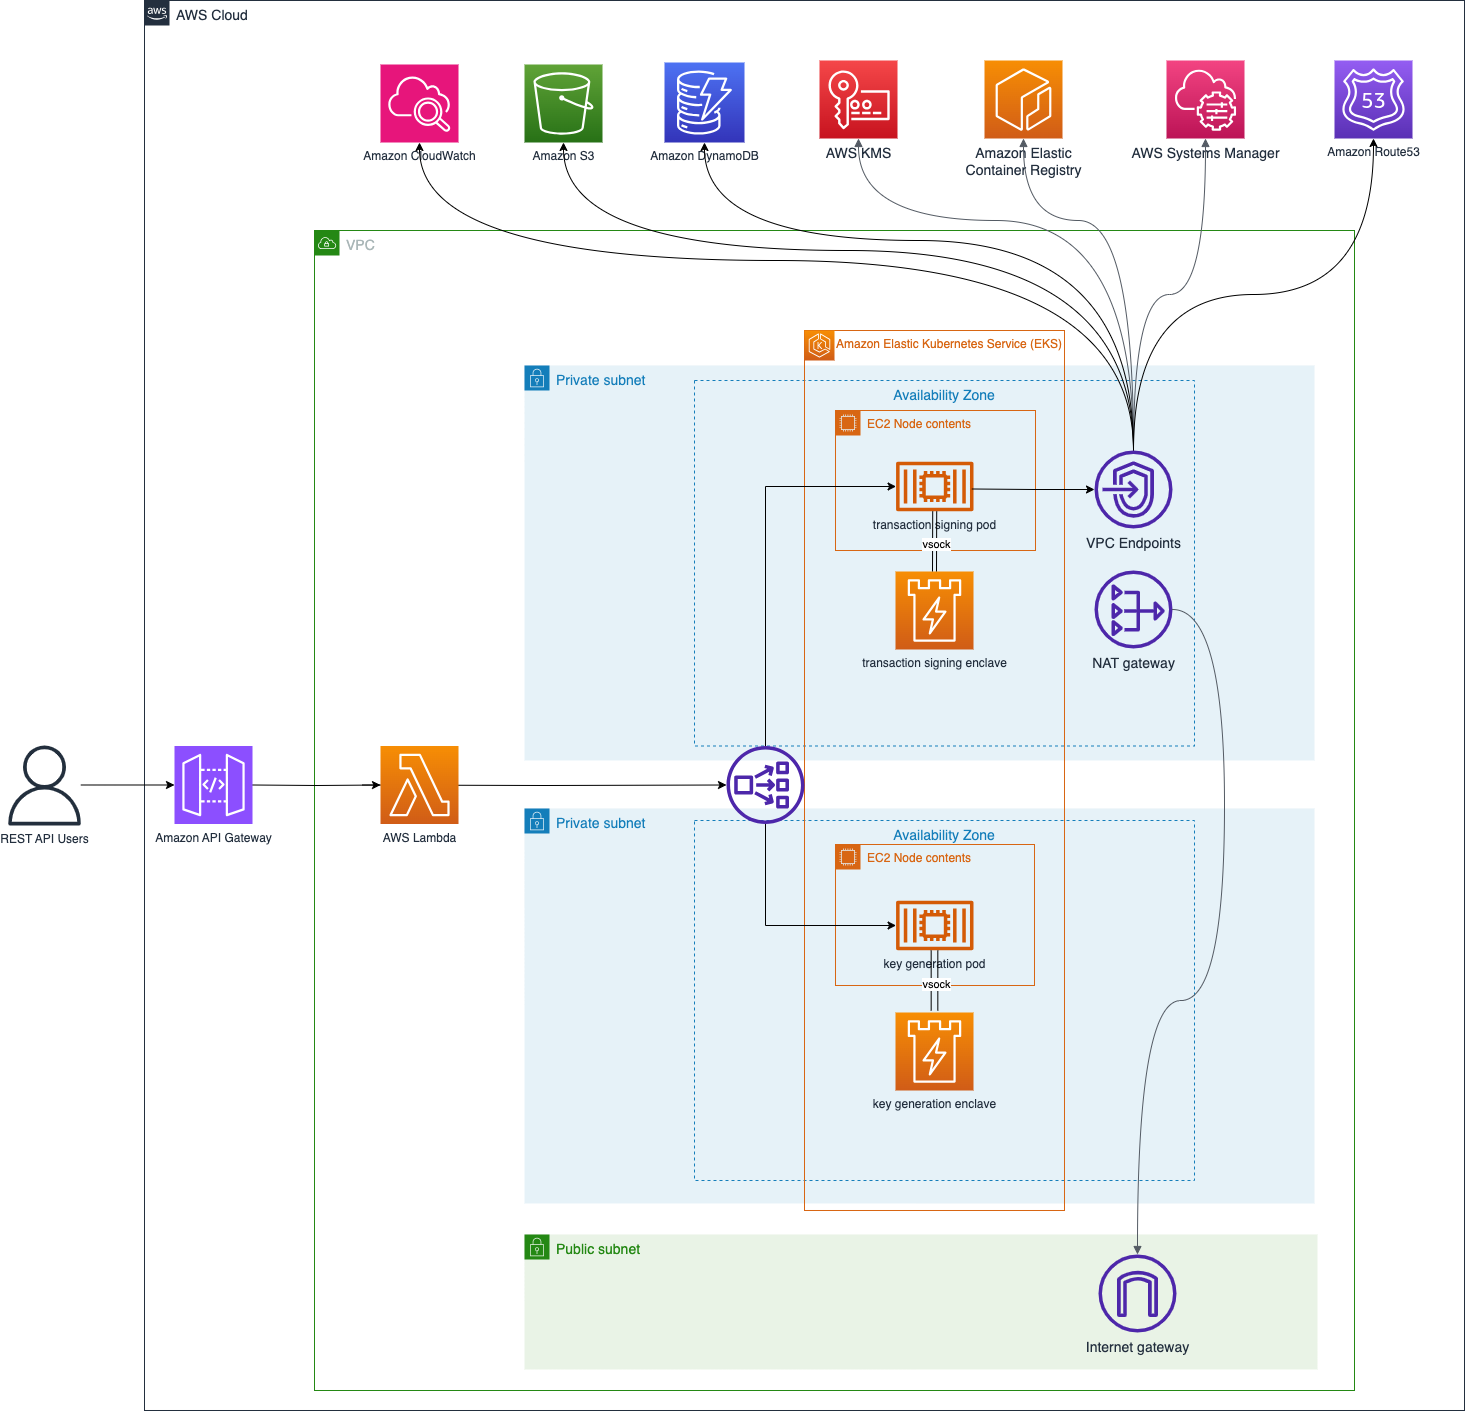 aws
AWS Cloud
53
Amazon CloudWatch
Amazon S3
Amazon DynamoDB
AWS KMS
Amazon Elastic
Container Registry
AWS Systems Manager
Amazon Route53
VPC
K
Amazon Elastic Kubernetes Service (EKS)
Private subnet
Availability Zone
EC2 Node contents
transaction signing pod
vsock
VPC Endpoints
transaction signing enclave
NAT gateway
</>
REST API Users
Amazon API Gateway
AWS Lambda
Private subnet
Availability Zone
EC2 Node contents
key generation pod
vsock
key generation enclave
Public subnet
Internet gateway